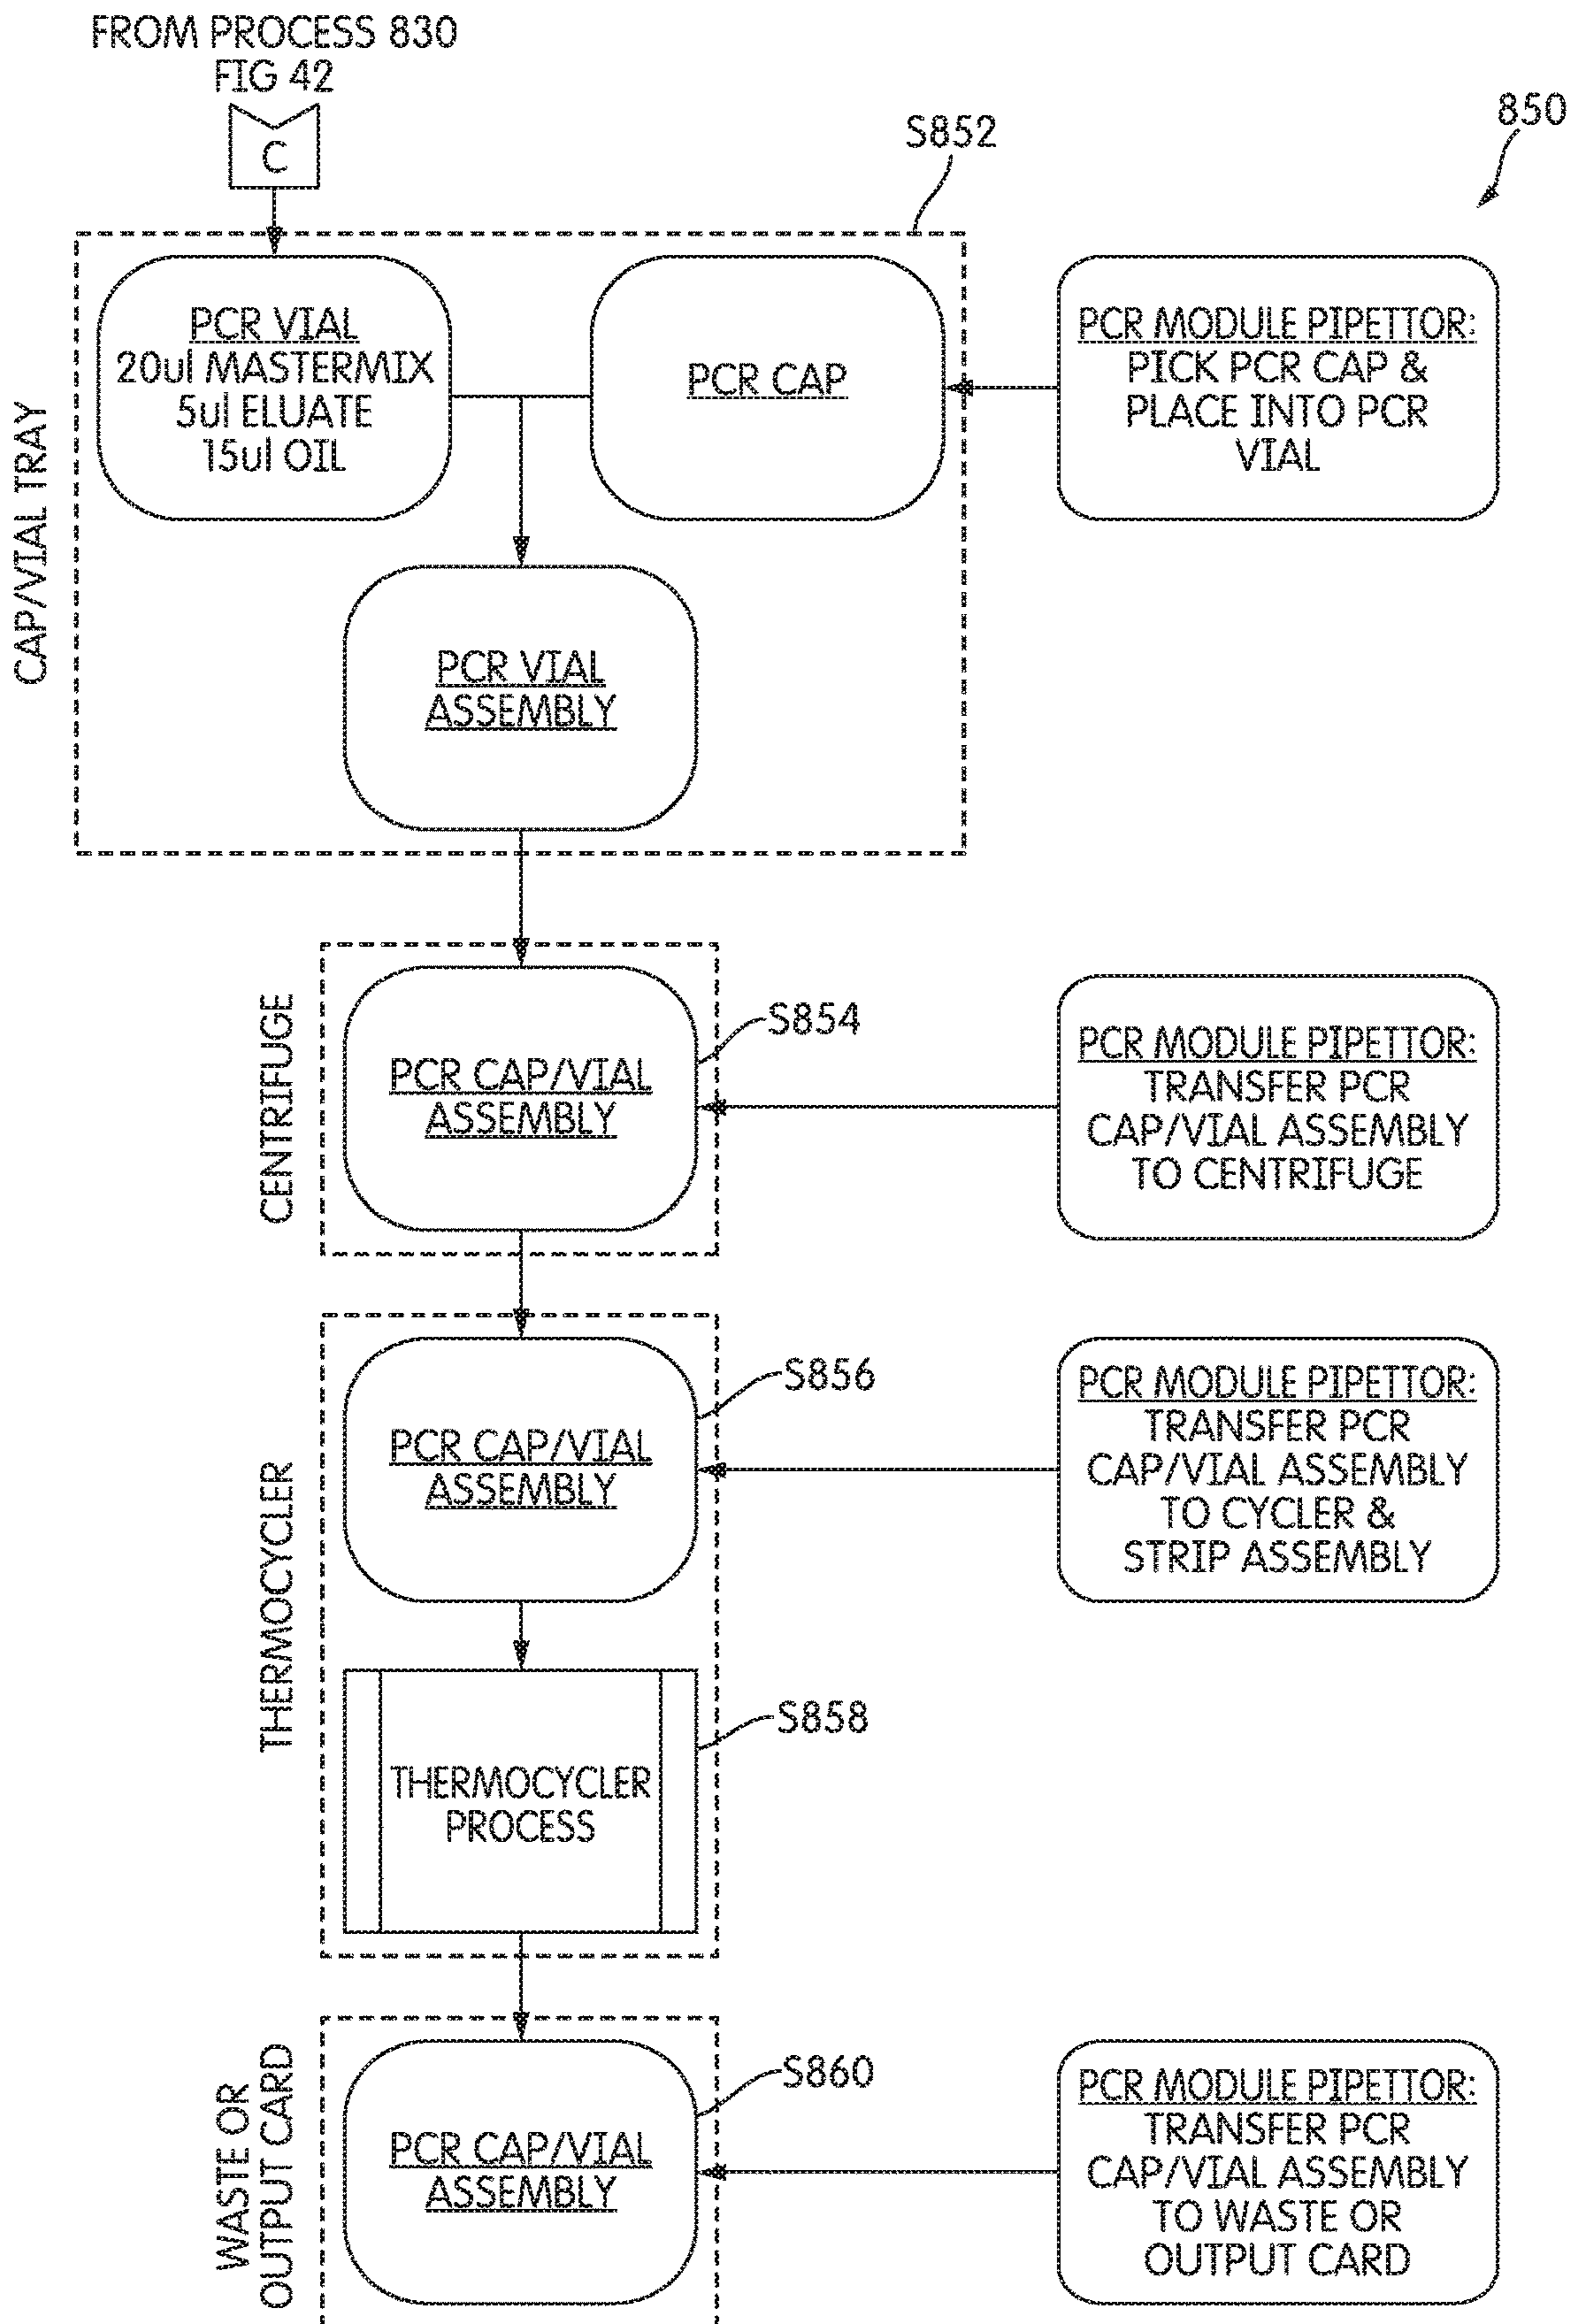 FROM PROCESS 830
FIG 42
C
850
S852
CAP/VIAL TRAY
PCR VIAL
20ul MASTERMIX
5ul ELUATE
15ul OIL
PCR CAP
PCR MODULE PIPETTOR:
PICK PCR CAP &
PLACE INTO PCR
VIAL
PCR VIAL
ASSEMBLY
CENTRIFUGE
S854
PCR CAP/VIAL
ASSEMBLY
PCR MODULE PIPETTOR:
TRANSFER PCR
CAP/VIAL ASSEMBLY
TO CENTRIFUGE
THERMOCYCLER
S856
PCR CAP/VIAL
ASSEMBLY
PCR MODULE PIPETTOR:
TRANSFER PCR
CAP/VIAL ASSEMBLY
TO CYCLER &
STRIP ASSEMBLY
S858
THERMOCYCLER
PROCESS
WASTE OR
OUTPUT CARD
S860
PCR CAP/VIAL
ASSEMBLY
PCR MODULE PIPETTOR:
TRANSFER PCR
CAP/VIAL ASSEMBLY
TO WASTE OR
OUTPUT CARD